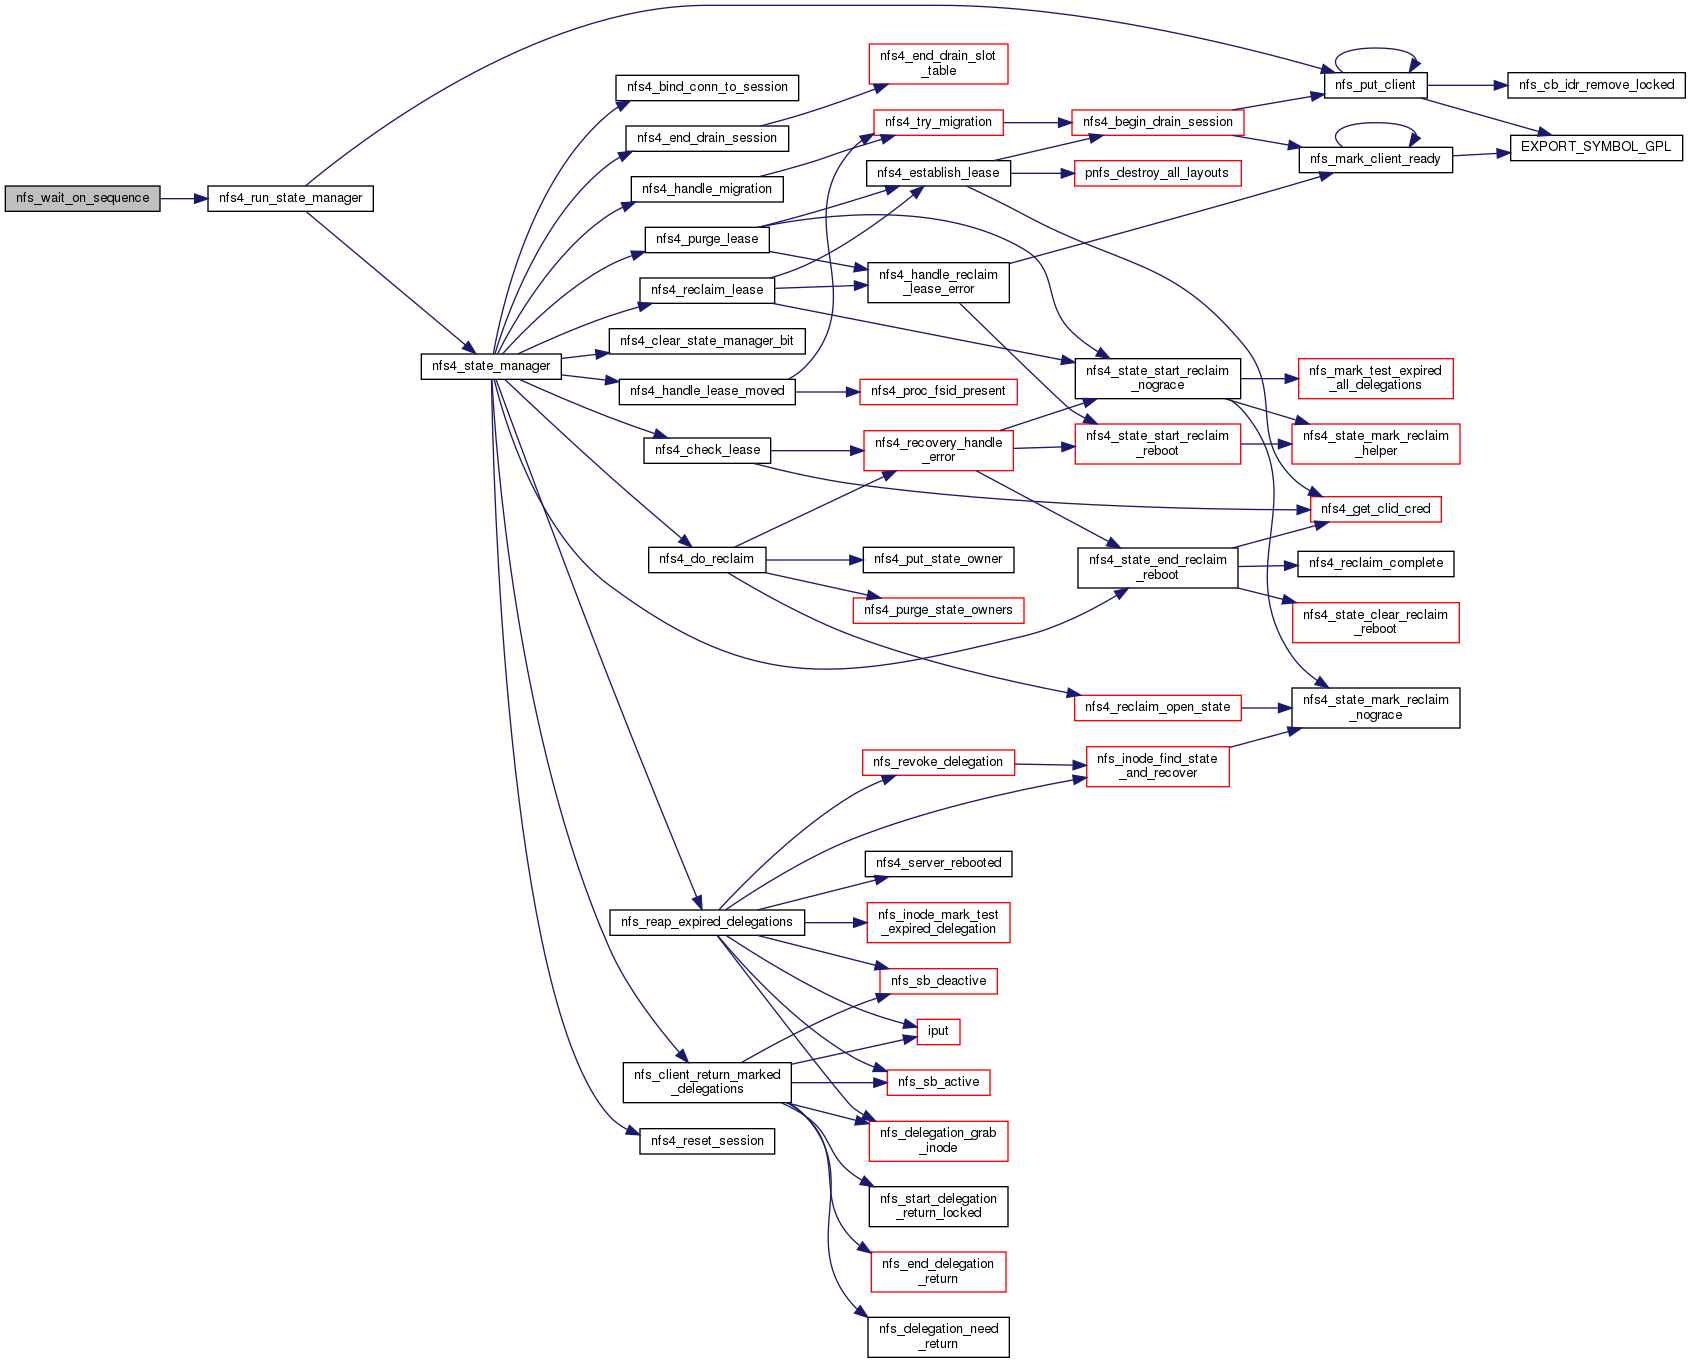 nfs_wait_on_sequence
nfs4_run_state_manager
nfs4_state_manager
nfs4_bind_conn_to_session
nfs4_end_drain_session
nfs4_handle_migration
nfs4_purge_lease
nfs4_reclaim_lease
nfs4_clear_state_manager_bit
nfs4_handle_lease_moved
nfs4_check_lease
nfs4_do_reclaim
nfs_reap_expired_delegations
nfs_client_return_marked
_delegations
nfs4_reset_session
nfs4_end_drain_slot
_table
nfs4_try_migration
nfs4_establish_lease
nfs4_handle_reclaim
_lease_error
nfs4_proc_fsid_present
nfs4_recovery_handle
_error
nfs4_put_state_owner
nfs4_purge_state_owners
nfs_revoke_delegation
nfs4_server_rebooted
nfs_inode_mark_test
_expired_delegation
nfs_sb_deactive
iput
nfs_sb_active
nfs_delegation_grab
_inode
nfs_start_delegation
_return_locked
nfs_end_delegation
_return
nfs_delegation_need
_return
nfs4_begin_drain_session
pnfs_destroy_all_layouts
nfs4_state_start_reclaim
_nograce
nfs4_state_start_reclaim
_reboot
nfs4_state_end_reclaim
_reboot
nfs4_reclaim_open_state
nfs_inode_find_state
_and_recover
nfs_put_client
nfs_mark_client_ready
nfs_mark_test_expired
_all_delegations
nfs4_state_mark_reclaim
_helper
nfs4_get_clid_cred
nfs4_reclaim_complete
nfs4_state_clear_reclaim
_reboot
nfs4_state_mark_reclaim
_nograce
nfs_cb_idr_remove_locked
EXPORT_SYMBOL_GPL